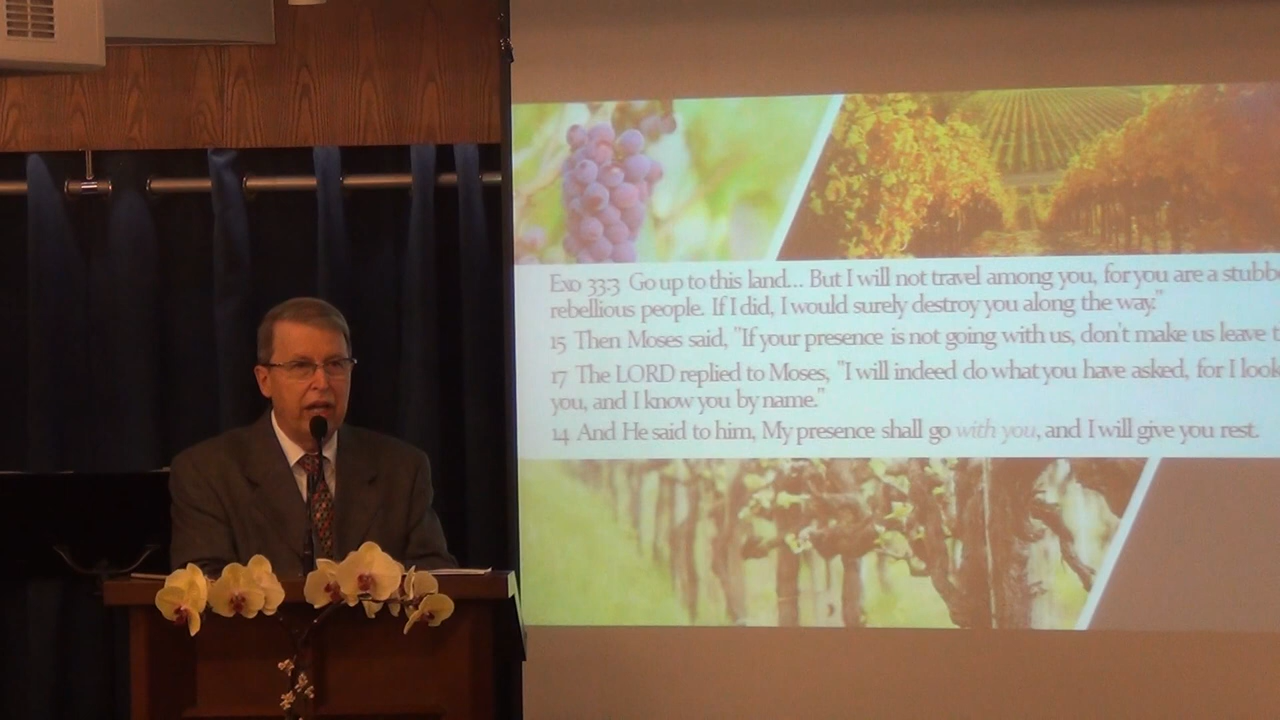 Exo 33:3 Go up to this land... But I will not travel among you, for you are a stubb
rebellious people. If I did, I would surely destroy you along the way."
15 Then Moses said, "If your presence is not going with us, don't make us leave t
17 The LORD replied to Moses, "I will indeed do what you have asked, for I look
you, and I know you by name."
14 And He said to him, My presence shall go with you, and I will give you rest.